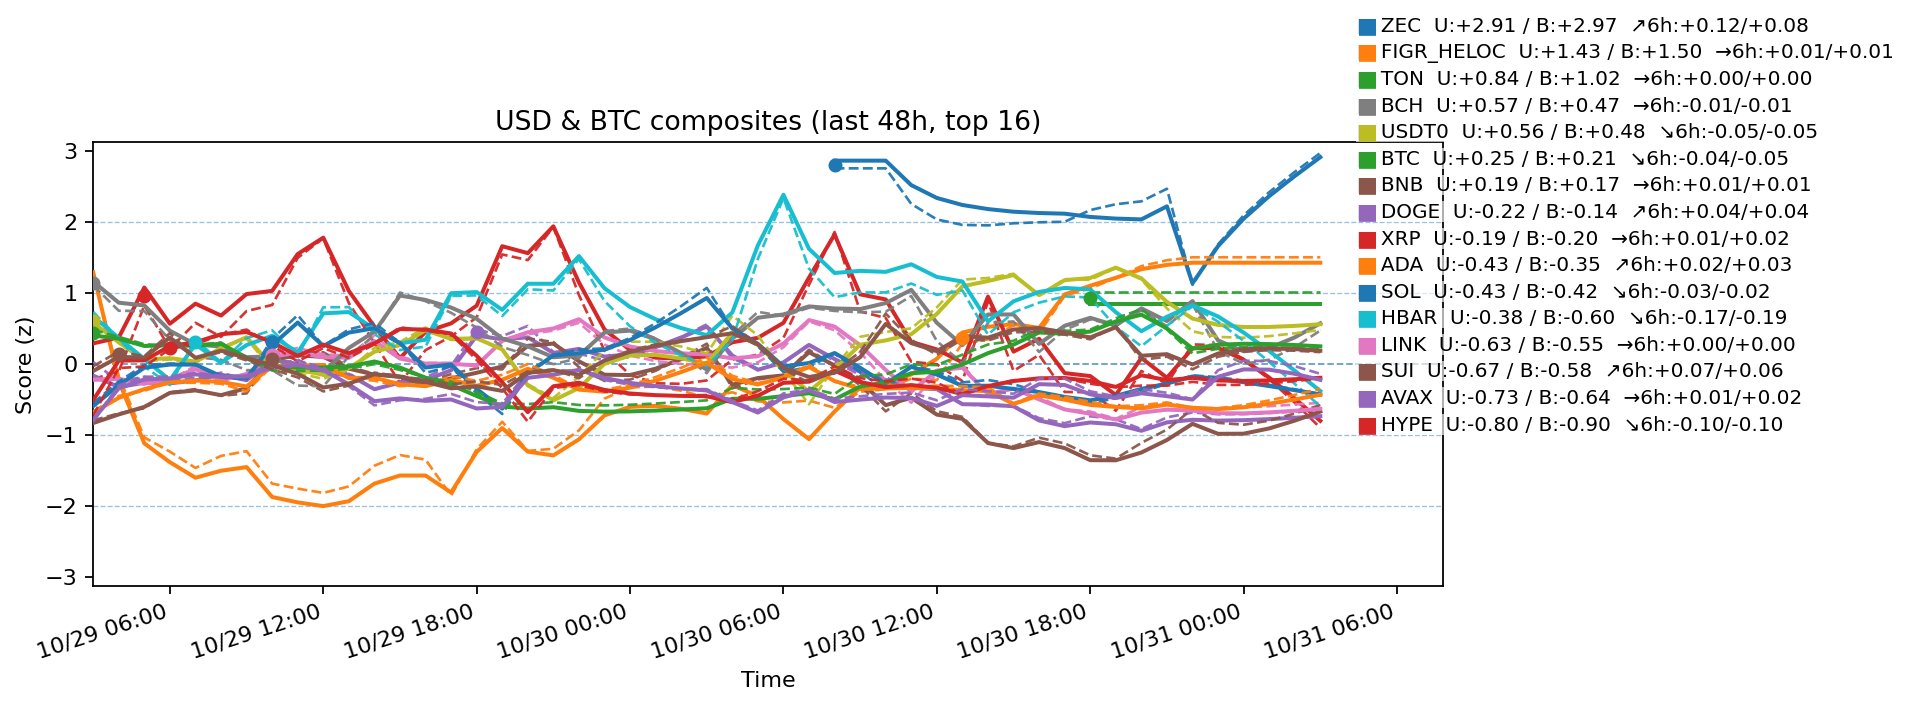 ZEC U:+2.91 / B:+2.97 ↗6h:+0.12/+0.08
FIGR_HELOC U:+1.43 / B:+1.50 →6h:+0.01/+0.01
TON U:+0.84 / B:+1.02 →6h:+0.00/+0.00
BCH U:+0.57 / B:+0.47 →6h:-0.01/-0.01
USDT0 U:+0.56 / B:+0.48 ↘6h:-0.05/-0.05
BTC U:+0.25 / B:+0.21 ↘6h:-0.04/-0.05
BNB U:+0.19 / B:+0.17 →6h:+0.01/+0.01
DOGE U:-0.22 / B:-0.14 ↗6h:+0.04/+0.04
XRP U:-0.19 / B:-0.20 →6h:+0.01/+0.02
ADA U:-0.43 / B:-0.35 ↗6h:+0.02/+0.03
SOL U:-0.43 / B:-0.42 ↘6h:-0.03/-0.02
HBAR U:-0.38 / B:-0.60 ↘6h:-0.17/-0.19
LINK U:-0.63 / B:-0.55 →6h:+0.00/+0.00
SUI U:-0.67 / B:-0.58 ↗6h:+0.07/+0.06
AVAX U:-0.73 / B:-0.64 →6h:+0.01/+0.02
HYPE U:-0.80 / B:-0.90 ↘6h:-0.10/-0.10
USD & BTC composites (last 48h, top 16)
Score (z)
3
2
1
0
−1
−2
−3
10/29 06:00
10/29 12:00
10/29 18:00
10/30 00:00
10/30 06:00
10/30 12:00
10/30 18:00
10/31 00:00
10/31 06:00
Time